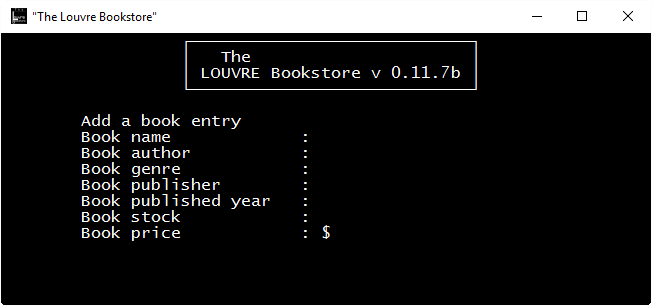 "The Louvre Bookstore"
The
LOUVRE Bookstore v 0.11.7b
Add a book entry
Book name :
Book author :
Book genre :
Book publisher :
Book published year :
Book stock :
Book price : $